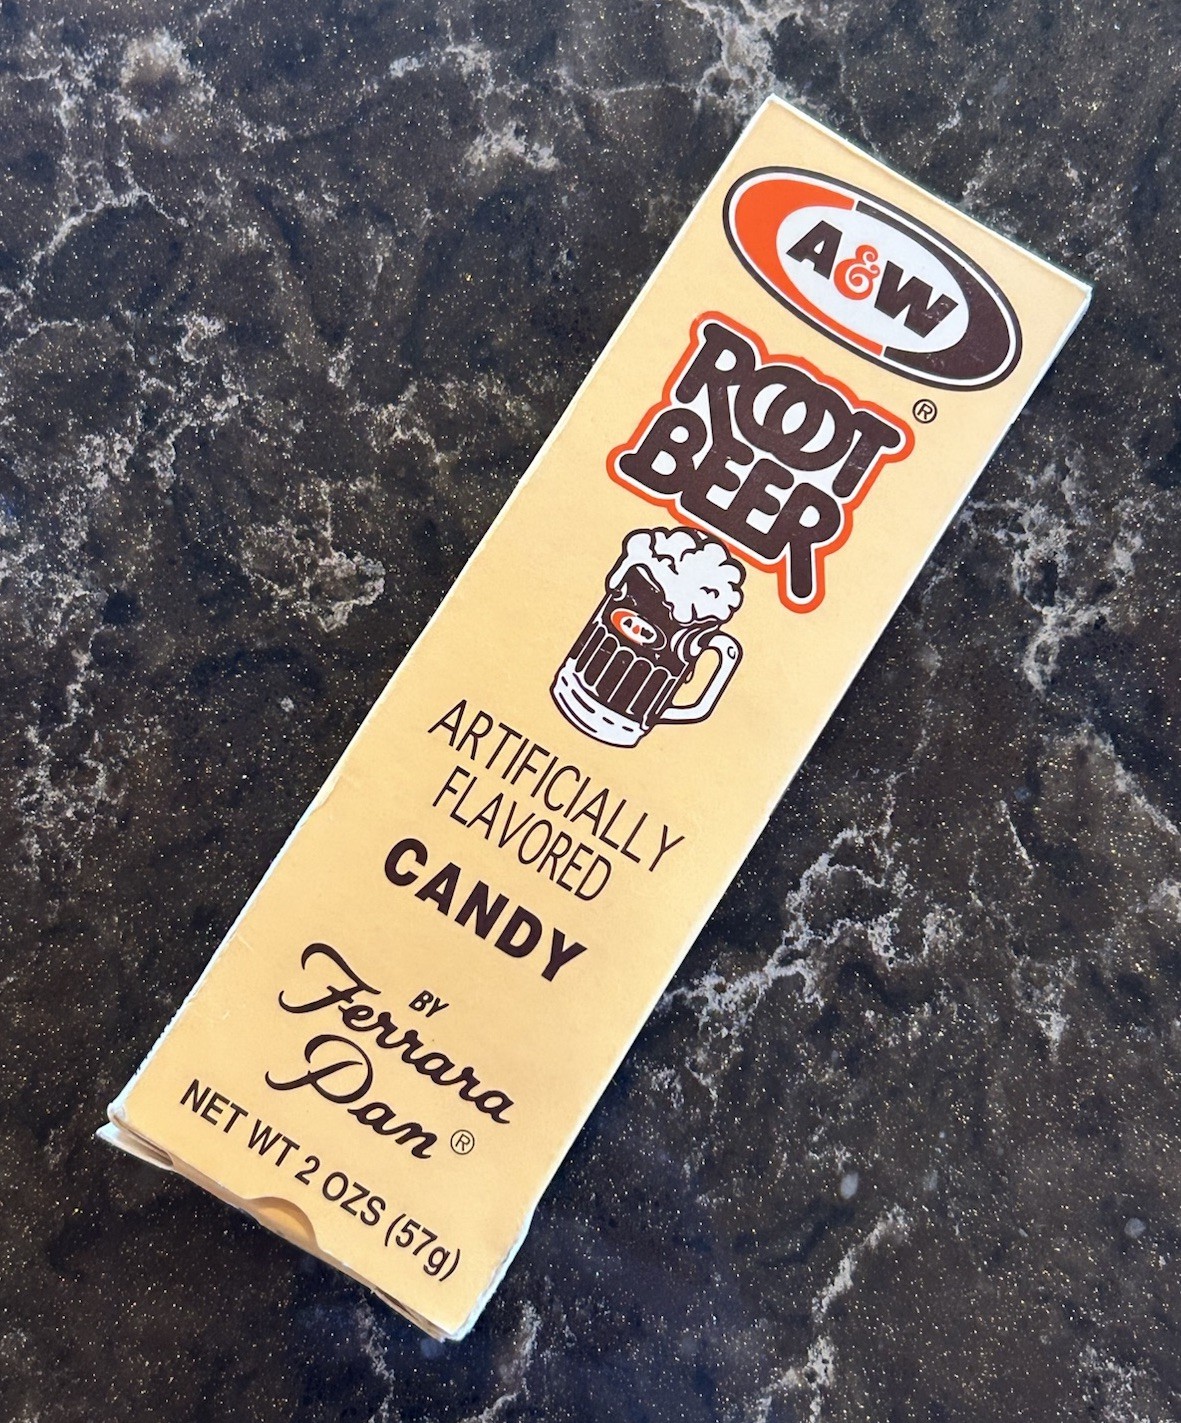 A&W
ROOT
BEER®
A&W
ARTIFICIALLY
FLAVORED
CANDY
BY
Ferrara
Pan®
NET WT 2 OZS (57g)